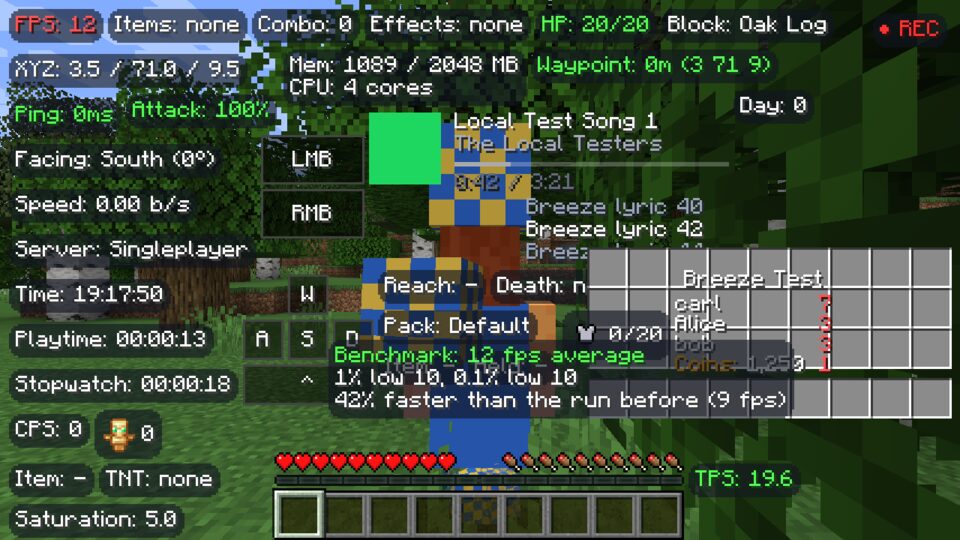 FPS: 12 Items: none Combo: 0 Effects: none HP: 20/20 Block: Oak Log REC
XYZ: 3.5 / 71.0 / 9.5 Mem: 1089 / 2048 MB Waypoint: 0m (3 71 9)
CPU: 4 cores
Ping: 0ms Attack: 100% Day: 0
Local Test Song 1
The Local Testers
0:42 / 3:21
Facing: South (0°) LMB
Speed: 0.00 b/s RMB
Breeze lyric 40
Breeze lyric 42
Breeze lyric
Server: Singleplayer
Reach: - Death: n
Breeze Test
carl 7
Alice 3
bob 3
Coins: 1,250 1
Time: 19:17:50 W
Pack: Default 0/20
Playtime: 00:00:13 A S D
Benchmark: 12 fps average
1% low 10, 0.1% low 10
42% faster than the run before (9 fps)
Stopwatch: 00:00:18 ^
CPS: 0 0
Item: - TNT: none TPS: 19.6
Saturation: 5.0